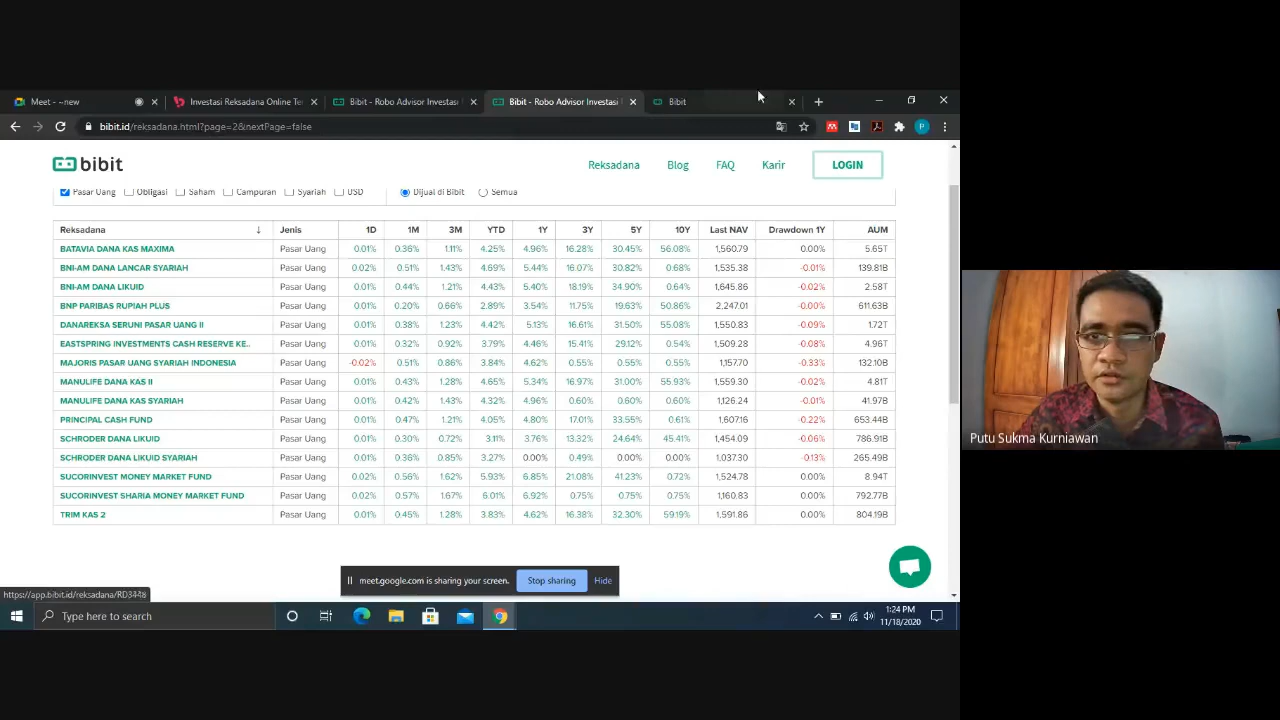 Meet - ~new
Investasi Reksadana Online Te
Bibit - Robo Advisor Investasi
Bibit - Robo Advisor Investasi
Bibit
bibit.id/reksadana.html?page=2&nextPage=false
bibit
Reksadana Blog FAQ Karir LOGIN
Pasar Uang Obligasi Saham Campuran Syariah USD Dijual di Bibit Semua
Reksadana ↓ Jenis 1D 1M 3M YTD 1Y 3Y 5Y 10Y Last NAV Drawdown 1Y AUM
BATAVIA DANA KAS MAXIMA Pasar Uang 0.01% 0.36% 1.11% 4.25% 4.96% 16.28% 30.45% 56.08% 1,560.79 0.00% 5.65T
BNI-AM DANA LANCAR SYARIAH Pasar Uang 0.02% 0.51% 1.43% 4.69% 5.44% 16.07% 30.82% 0.68% 1,535.38 -0.01% 139.81B
BNI-AM DANA LIKUID Pasar Uang 0.01% 0.44% 1.21% 4.43% 5.40% 18.19% 34.90% 0.64% 1,645.86 -0.02% 2.58T
BNP PARIBAS RUPIAH PLUS Pasar Uang 0.01% 0.20% 0.66% 2.89% 3.54% 11.75% 19.63% 50.86% 2,247.01 -0.00% 611.63B
DANAREKSA SERUNI PASAR UANG II Pasar Uang 0.01% 0.38% 1.23% 4.42% 5.13% 16.61% 31.50% 55.08% 1,550.83 -0.09% 1.72T
EASTSPRING INVESTMENTS CASH RESERVE KE.. Pasar Uang 0.01% 0.32% 0.92% 3.79% 4.46% 15.41% 29.12% 0.54% 1,509.28 -0.08% 4.96T
MAJORIS PASAR UANG SYARIAH INDONESIA Pasar Uang -0.02% 0.51% 0.86% 3.84% 4.62% 0.55% 0.55% 0.55% 1,157.70 -0.33% 132.10B
MANULIFE DANA KAS II Pasar Uang 0.01% 0.43% 1.28% 4.65% 5.34% 16.97% 31.00% 55.93% 1,559.30 -0.02% 4.81T
MANULIFE DANA KAS SYARIAH Pasar Uang 0.01% 0.42% 1.43% 4.32% 4.96% 0.60% 0.60% 0.60% 1,126.24 -0.01% 41.97B
PRINCIPAL CASH FUND Pasar Uang 0.01% 0.47% 1.21% 4.05% 4.80% 17.01% 33.55% 0.61% 1,607.16 -0.22% 653.44B
SCHRODER DANA LIKUID Pasar Uang 0.01% 0.30% 0.72% 3.11% 3.76% 13.32% 24.64% 45.41% 1,454.09 -0.06% 786.91B
SCHRODER DANA LIKUID SYARIAH Pasar Uang 0.01% 0.36% 0.85% 3.27% 0.00% 0.49% 0.00% 0.00% 1,037.30 -0.13% 265.49B
SUCORINVEST MONEY MARKET FUND Pasar Uang 0.02% 0.56% 1.62% 5.93% 6.85% 21.08% 41.23% 0.72% 1,524.78 0.00% 8.94T
SUCORINVEST SHARIA MONEY MARKET FUND Pasar Uang 0.02% 0.57% 1.67% 6.01% 6.92% 0.75% 0.75% 0.75% 1,160.83 0.00% 792.77B
TRIM KAS 2 Pasar Uang 0.01% 0.45% 1.28% 3.83% 4.62% 16.38% 32.30% 59.19% 1,591.86 0.00% 804.19B
Putu Sukma Kurniawan
meet.google.com is sharing your screen. Stop sharing Hide
Type here to search
1:24 PM
11/18/2020